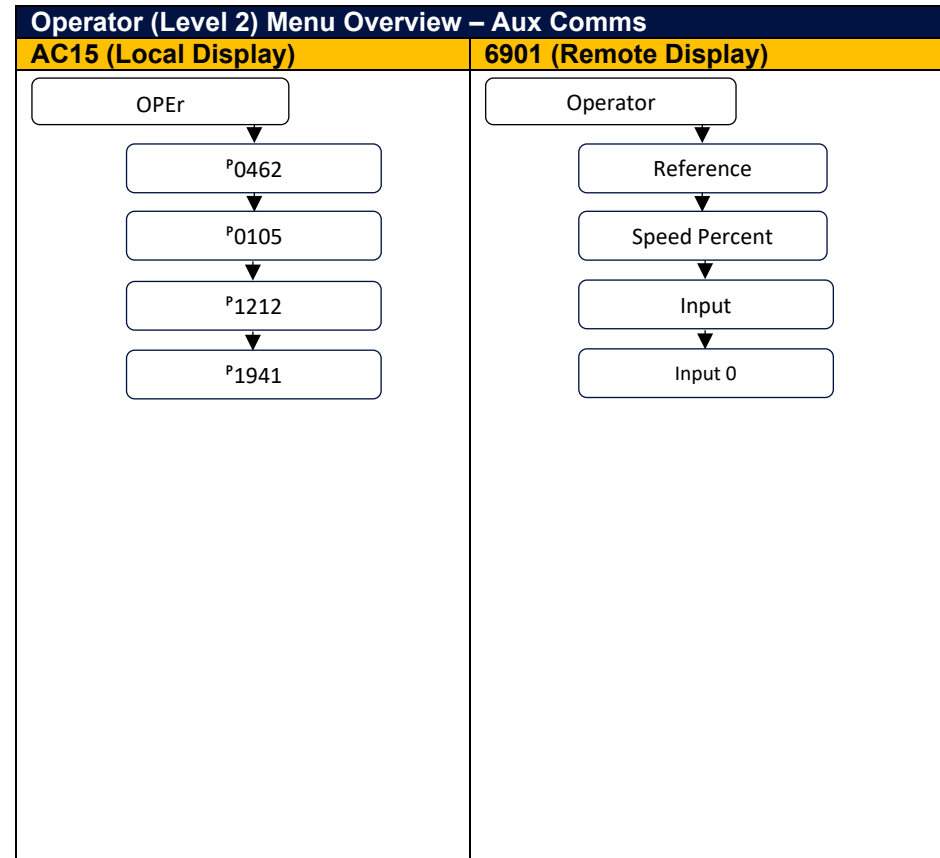 Operator (Level 2) Menu Overview – Aux Comms
AC15 (Local Display)
6901 (Remote Display)
OPEr
ᴾ0462
ᴾ0105
ᴾ1212
ᴾ1941
Operator
Reference
Speed Percent
Input
Input 0